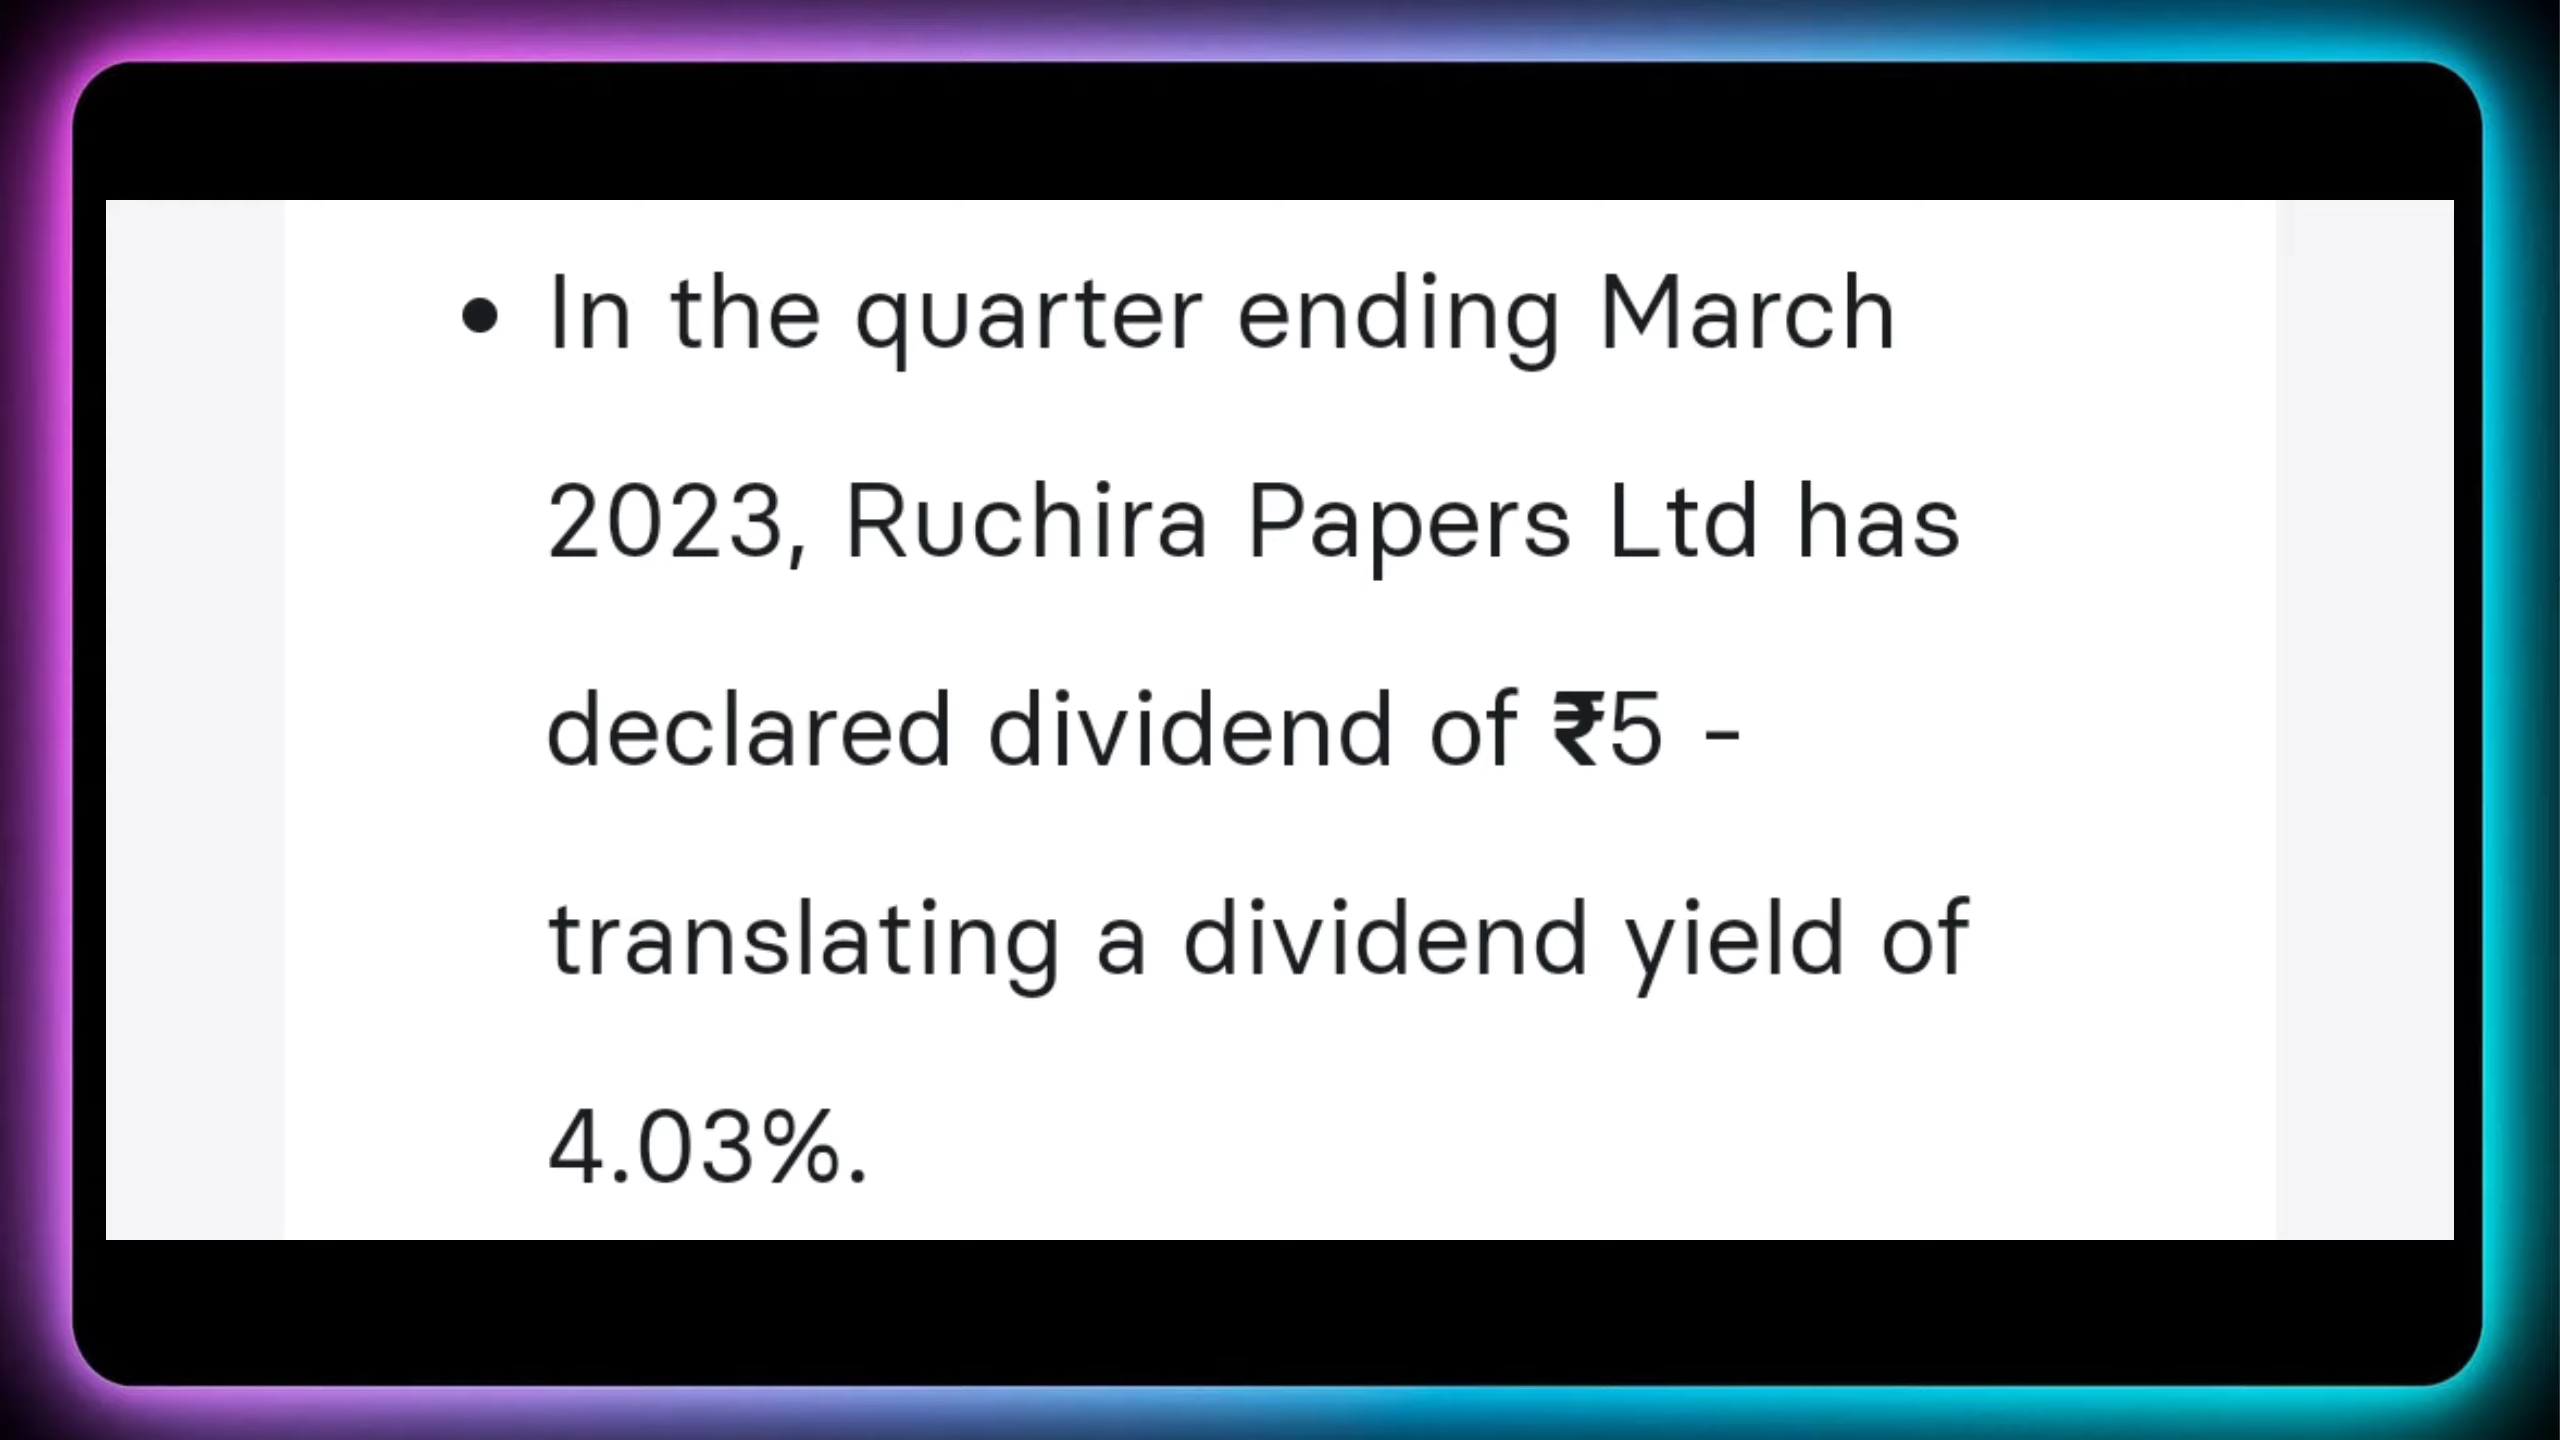 • In the quarter ending March
2023, Ruchira Papers Ltd has
declared dividend of ₹5 -
translating a dividend yield of
4.03%.